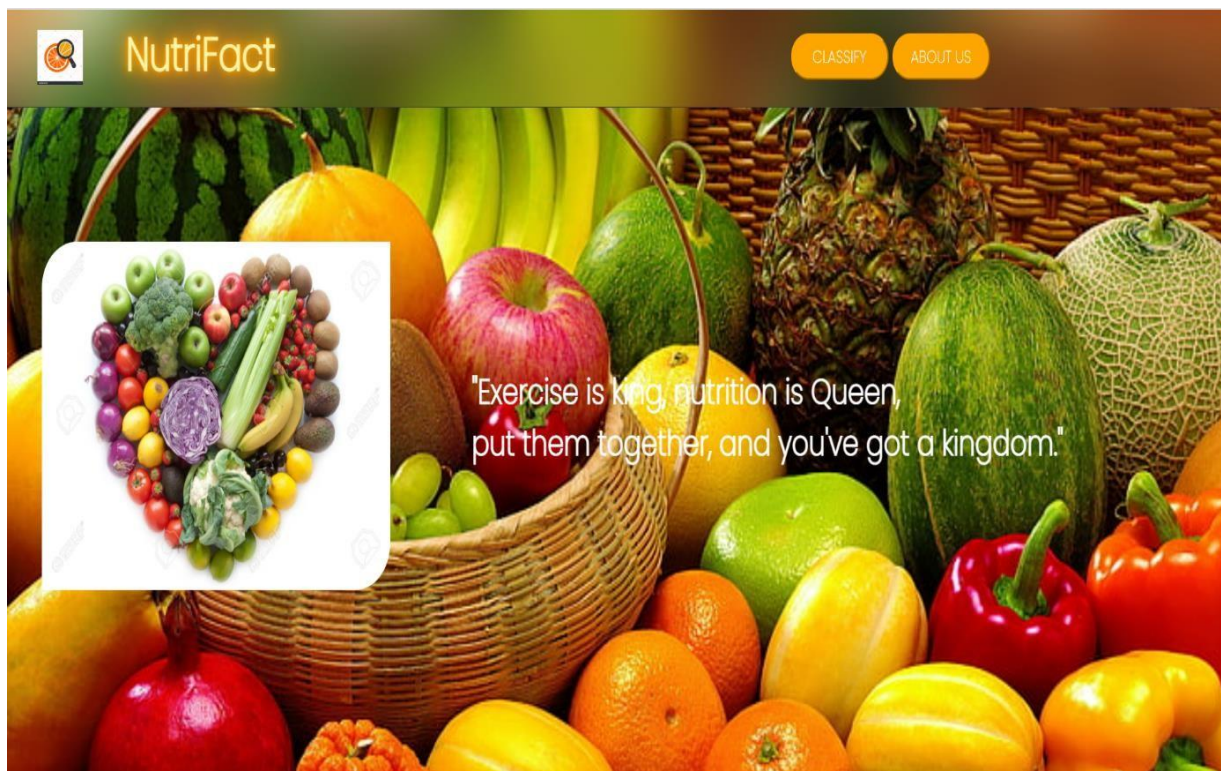 NutriFact
CLASSIFY
ABOUT US
"Exercise is king, nutrition is Queen,
put them together, and you've got a kingdom."